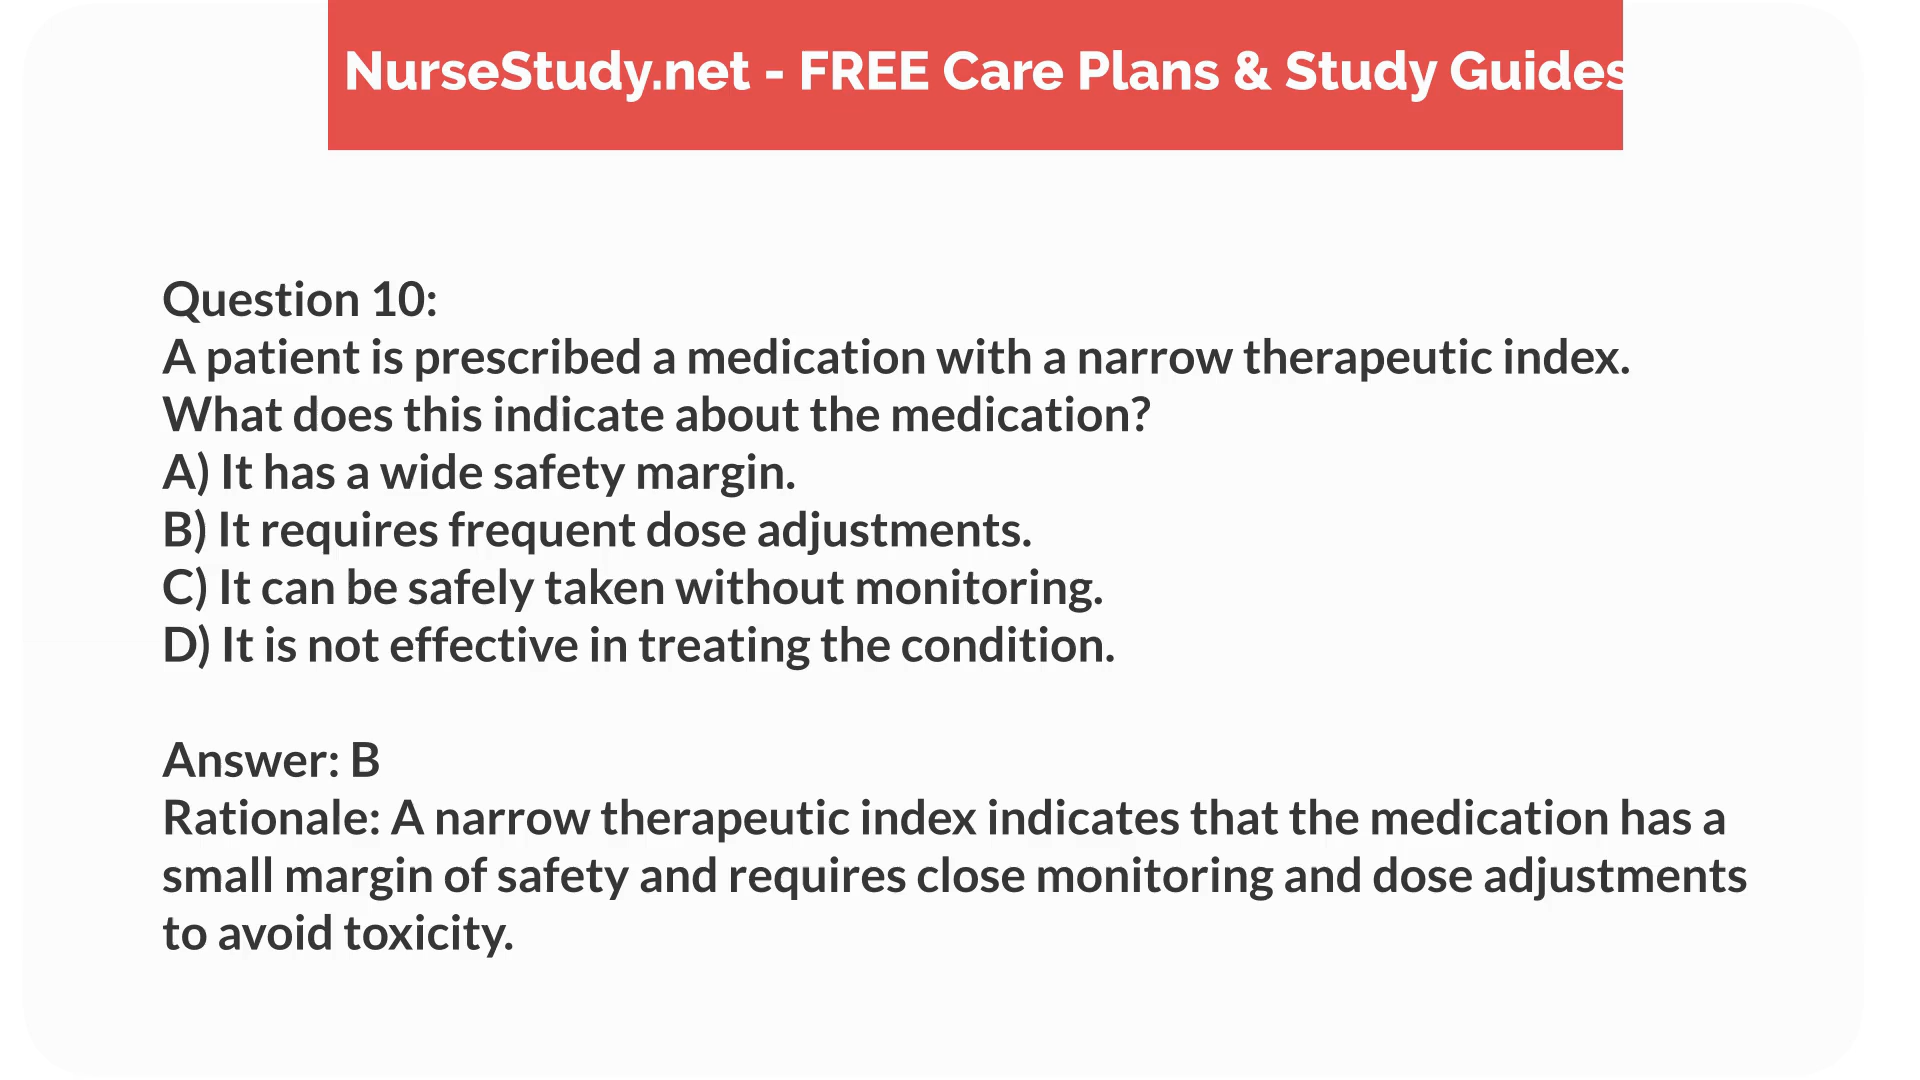 NurseStudy.net - FREE Care Plans & Study Guides
Question 10:
A patient is prescribed a medication with a narrow therapeutic index.
What does this indicate about the medication?
A) It has a wide safety margin.
B) It requires frequent dose adjustments.
C) It can be safely taken without monitoring.
D) It is not effective in treating the condition.
Answer: B
Rationale: A narrow therapeutic index indicates that the medication has a
small margin of safety and requires close monitoring and dose adjustments
to avoid toxicity.